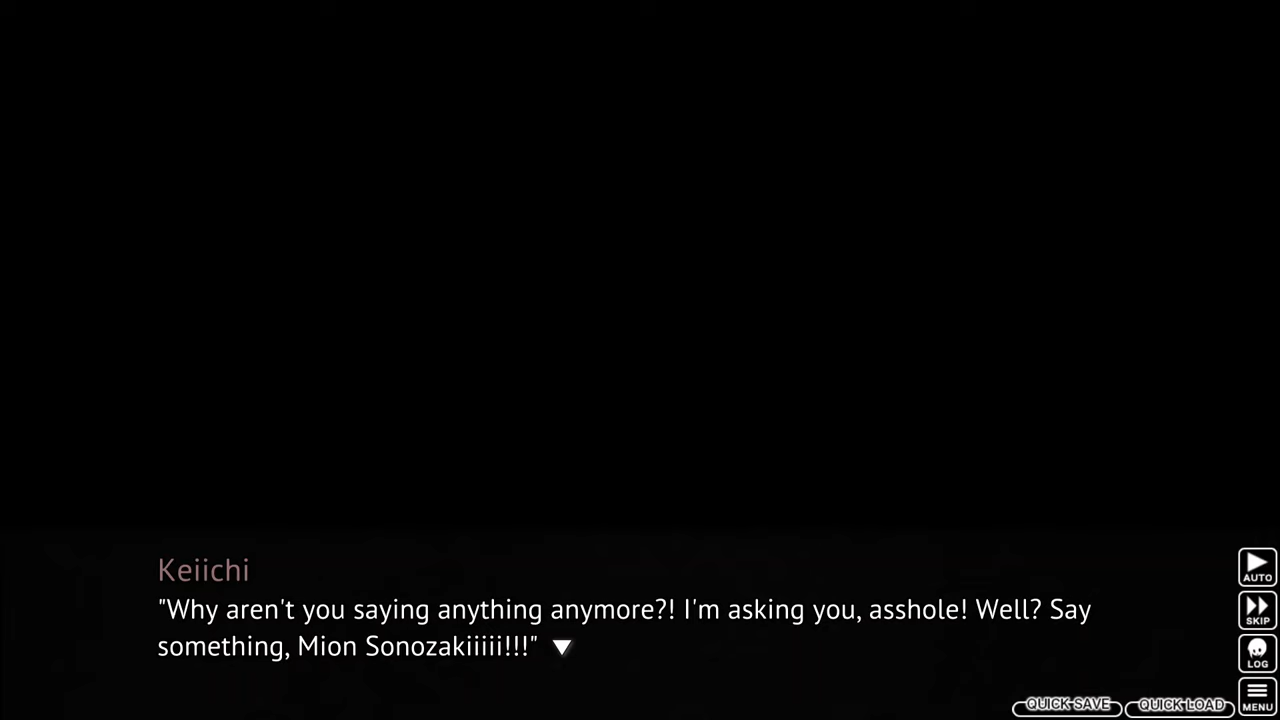 Keiichi
"Why aren't you saying anything anymore?! I'm asking you, asshole! Well? Say
something, Mion Sonozakiiiii!!!"
AUTO
SKIP
LOG
MENU
QUICK SAVE QUICK LOAD